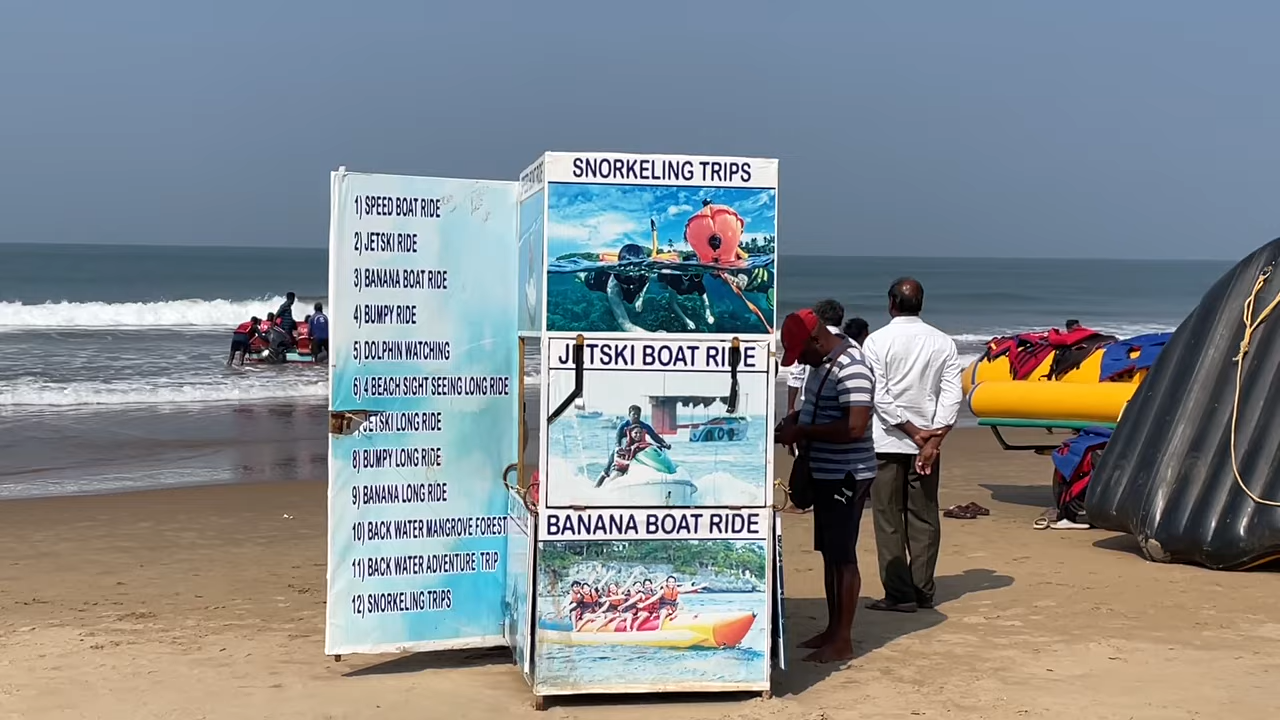 1) SPEED BOAT RIDE
2) JETSKI RIDE
3) BANANA BOAT RIDE
4) BUMPY RIDE
5) DOLPHIN WATCHING
6) 4 BEACH SIGHT SEEING LONG RIDE
JETSKI LONG RIDE
8) BUMPY LONG RIDE
9) BANANA LONG RIDE
10) BACK WATER MANGROVE FOREST
11) BACK WATER ADVENTURE TRIP
12) SNORKELING TRIPS
SNORKELING TRIPS
JETSKI BOAT RIDE
BANANA BOAT RIDE